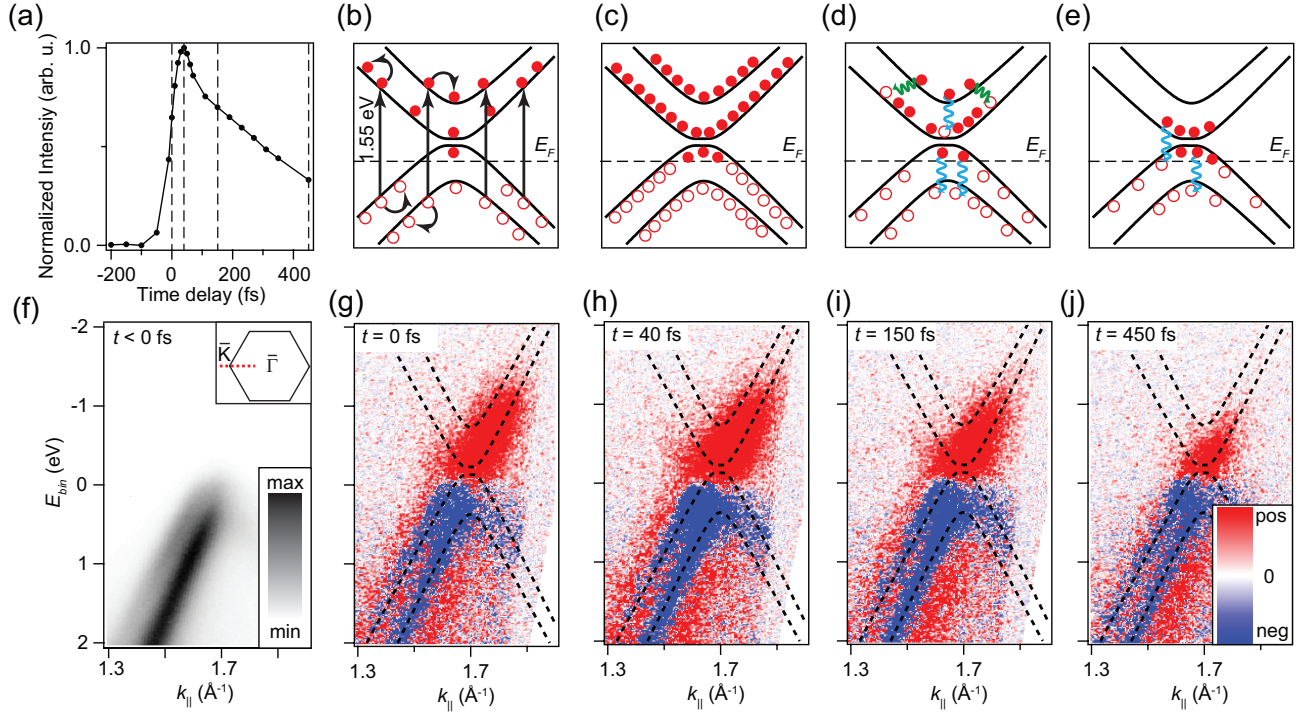 (a)
(b)
(c)
(d)
(e)
Normalized Intensity (arb. u.)
1.0
0.0
-200
0
200
400
Time delay (fs)
1.55 eV
E_F
E_F
E_F
E_F
(f)
(g)
(h)
(i)
(j)
t < 0 fs
K̅
Γ̅
t = 0 fs
t = 40 fs
t = 150 fs
t = 450 fs
E_bin (eV)
-2
-1
0
1
2
max
min
pos
0
neg
1.3
1.7
1.3
1.7
1.3
1.7
1.3
1.7
1.3
1.7
k_|| (Å⁻¹)
k_|| (Å⁻¹)
k_|| (Å⁻¹)
k_|| (Å⁻¹)
k_|| (Å⁻¹)